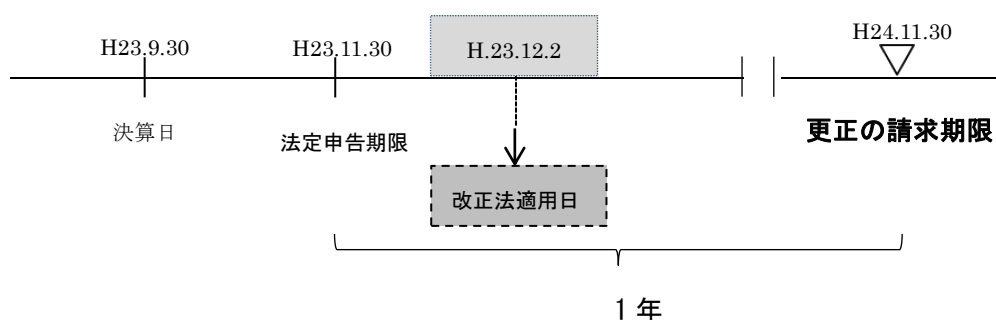 H23.9.30
H23.11.30
H.23.12.2
H24.11.30
決算日
法定申告期限
更正の請求期限
改正法適用日
1年